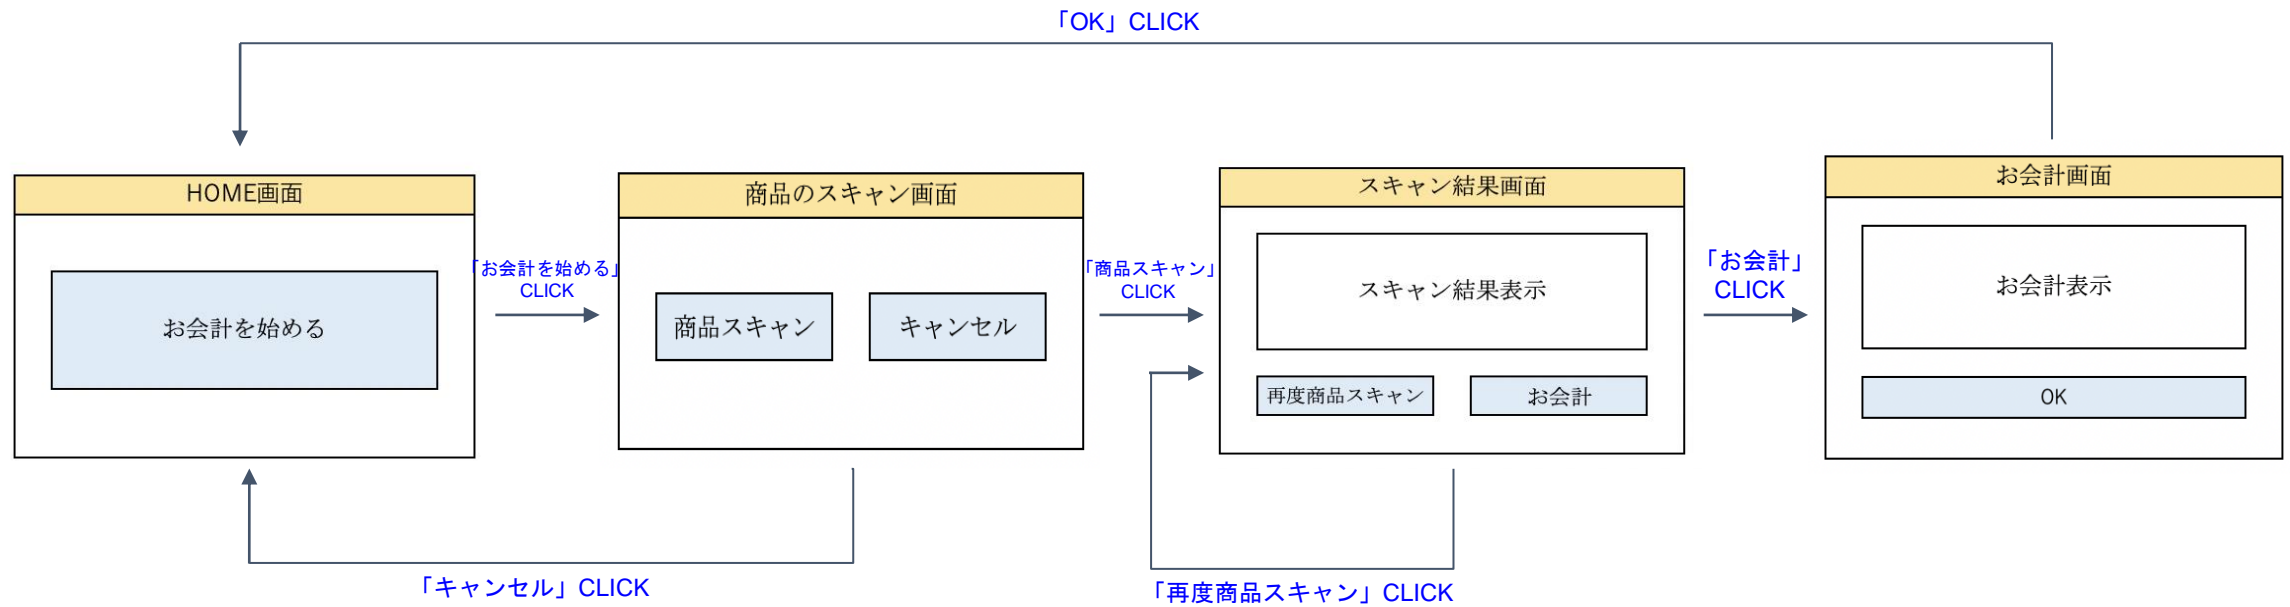 「OK」CLICK
HOME画面
お会計を始める
「お会計を始める」
CLICK
商品のスキャン画面
商品スキャン
キャンセル
「商品スキャン」
CLICK
スキャン結果画面
スキャン結果表示
再度商品スキャン
お会計
「お会計」
CLICK
お会計画面
お会計表示
OK
「キャンセル」CLICK
「再度商品スキャン」CLICK